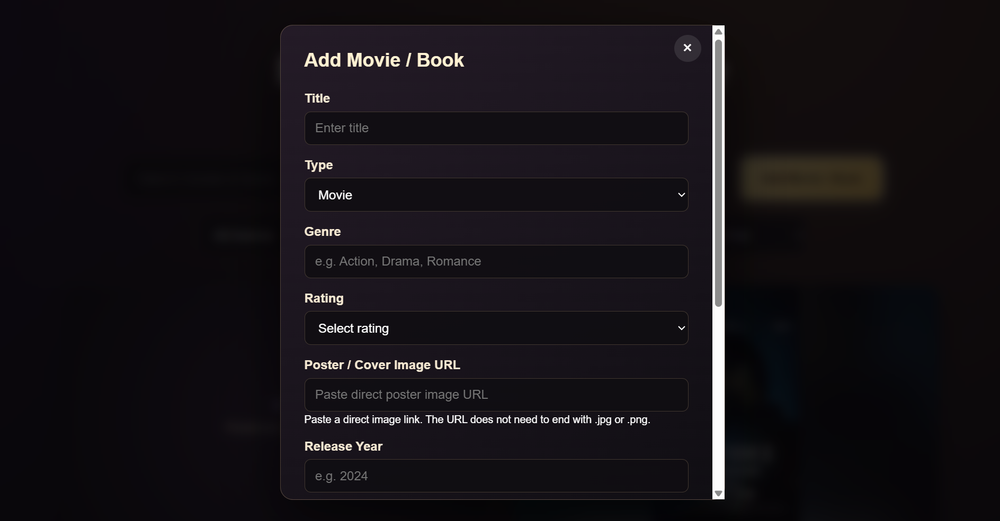 Add Movie / Book
×
Title
Enter title
Type
Movie
Genre
e.g. Action, Drama, Romance
Rating
Select rating
Poster / Cover Image URL
Paste direct poster image URL
Paste a direct image link. The URL does not need to end with .jpg or .png.
Release Year
e.g. 2024